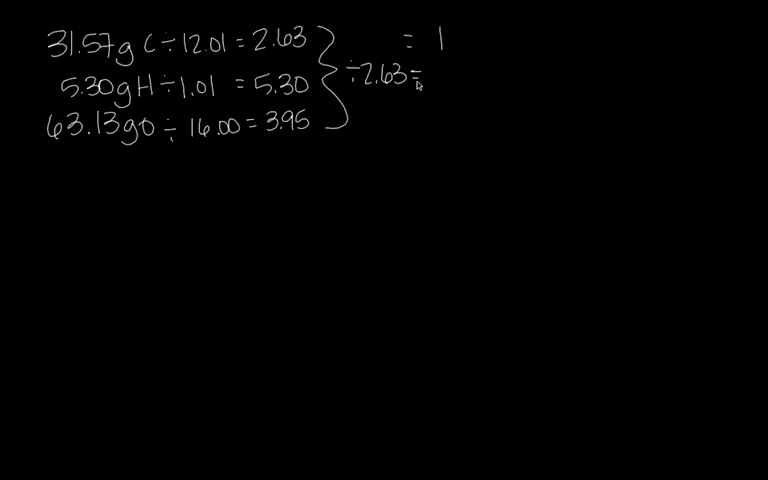 31.57g C ÷ 12.01 = 2.63 = 1
5.30g H ÷ 1.01 = 5.30 ÷2.63 =
63.13g O ÷ 16.00 = 3.95